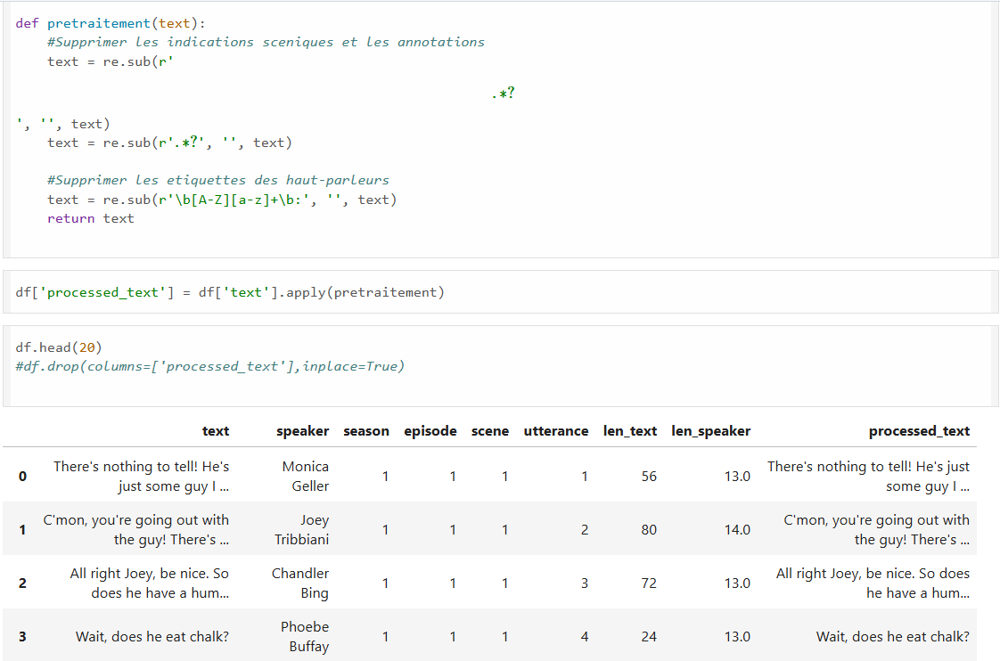 def pretraitement(text):
#Supprimer les indications sceniques et les annotations
text = re.sub(r'
.*?
', '', text)
text = re.sub(r'.*?', '', text)
#Supprimer les etiquettes des haut-parleurs
text = re.sub(r'\b[A-Z][a-z]+\b:', '', text)
return text
df['processed_text'] = df['text'].apply(pretraitement)
df.head(20)
#df.drop(columns=['processed_text'],inplace=True)
text speaker season episode scene utterance len_text len_speaker processed_text
0 There's nothing to tell! He's just some guy I ... Monica Geller 1 1 1 1 56 13.0 There's nothing to tell! He's just some guy I ...
1 C'mon, you're going out with the guy! There's ... Joey Tribbiani 1 1 1 2 80 14.0 C'mon, you're going out with the guy! There's ...
2 All right Joey, be nice. So does he have a hum... Chandler Bing 1 1 1 3 72 13.0 All right Joey, be nice. So does he have a hum...
3 Wait, does he eat chalk? Phoebe Buffay 1 1 1 4 24 13.0 Wait, does he eat chalk?